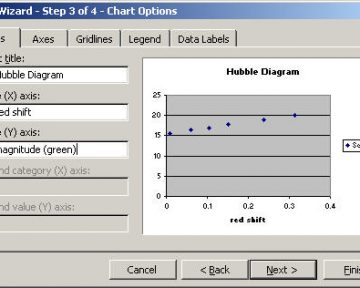 Wizard - Step 3 of 4 - Chart Options
s Axes Gridlines Legend Data Labels
t title:
Hubble Diagram
e (X) axis:
red shift
e (Y) axis:
magnitude (green)
nd category (X) axis:
nd value (Y) axis:
Hubble Diagram
25
20
15
10
5
0
0 0.1 0.2 0.3 0.4
red shift
Se
Cancel < Back Next > Finis